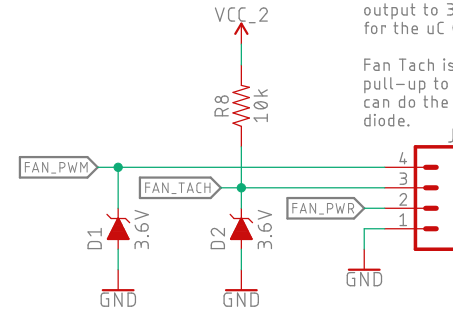 VCC_2
output to 3
for the uC
Fan Tach is
pull-up to
can do the
diode.
R8
10k
J
FAN_PWM
4
FAN_TACH
3
FAN_PWR
2
1
D1
3.6V
D2
3.6V
GND
GND
GND